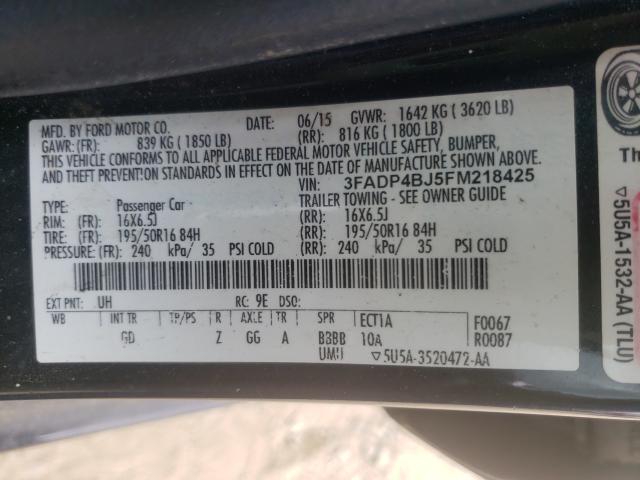 MFD. BY FORD MOTOR CO. DATE: 06/15 GVWR: 1642 KG ( 3620 LB)
GAWR: (FR): 839 KG ( 1850 LB) (RR): 816 KG ( 1800 LB)
THIS VEHICLE CONFORMS TO ALL APPLICABLE FEDERAL MOTOR VEHICLE SAFETY, BUMPER,
AND THEFT PREVENTION STANDARDS IN EFFECT ON THE DATE OF MANUFACTURE SHOWN ABOVE.
VIN: 3FADP4BJ5FM218425
TYPE: Passenger Car TRAILER TOWING - SEE OWNER GUIDE
RIM: (FR): 16X6.5J (RR): 16X6.5J
TIRE: (FR): 195/50R16 84H (RR): 195/50R16 84H
PRESSURE: (FR): 240 kPa/ 35 PSI COLD (RR): 240 kPa/ 35 PSI COLD
EXT PNT: UH RC: 9E DSO:
WB INT TR TP/PS R AXLE TR SPR ECT1A F0067
GD Z GG A B3BB 10A R0087
UMU ▽5U5A-3520472-AA
Th
▽5U5A-1532-AA (TLU)